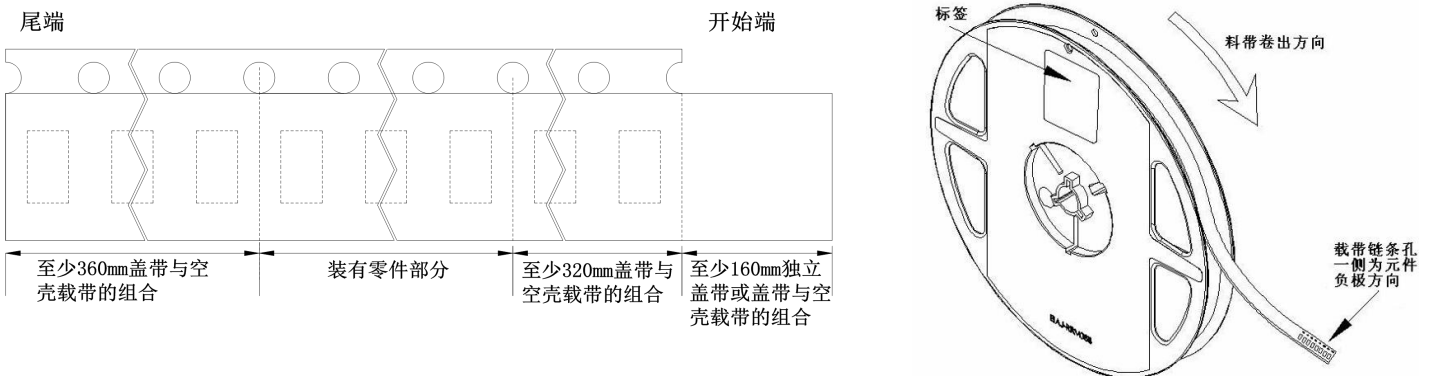 尾端
开始端
至少360mm盖带与空
壳载带的组合
装有零件部分
至少320mm盖带与
空壳载带的组合
至少160mm独立
盖带或盖带与空
壳载带的组合
标签
料带卷出方向
载带链条孔
一侧为元件
负极方向